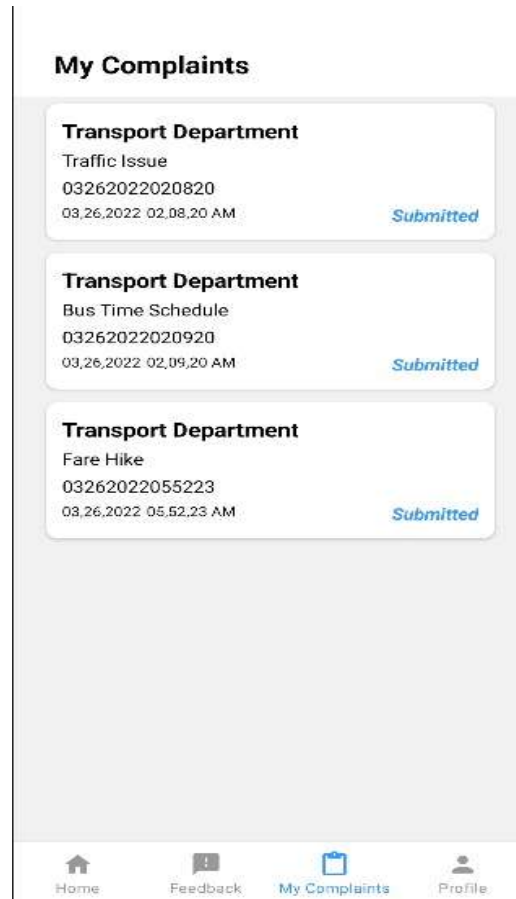 My Complaints
Transport Department
Traffic Issue
03262022020820
03,26,2022 02,08,20 AM
Submitted
Transport Department
Bus Time Schedule
03262022020920
03,26,2022 02,09,20 AM
Submitted
Transport Department
Fare Hike
03262022055223
03,26,2022 05,52,23 AM
Submitted
Home Feedback My Complaints Profile